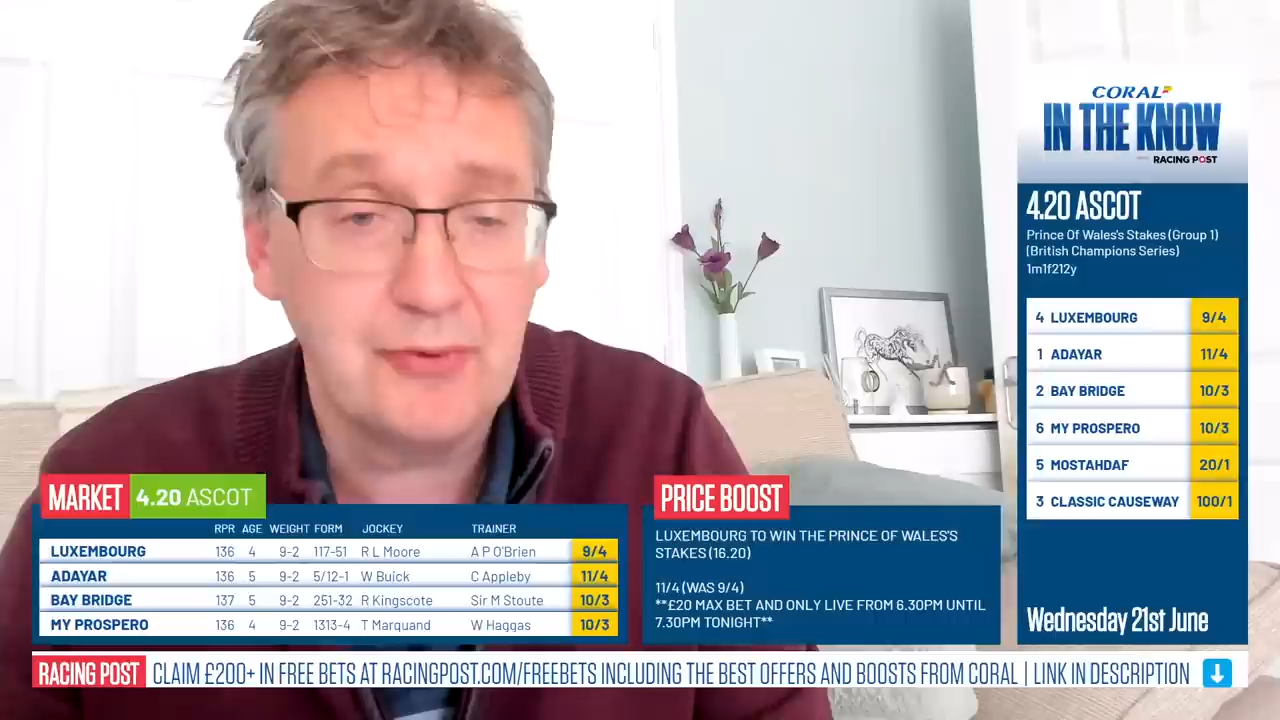 CORAL
IN THE KNOW
RACING POST
4.20 ASCOT
Prince Of Wales's Stakes (Group 1)
(British Champions Series)
1m1f212y
4 LUXEMBOURG 9/4
1 ADAYAR 11/4
2 BAY BRIDGE 10/3
6 MY PROSPERO 10/3
5 MOSTAHDAF 20/1
3 CLASSIC CAUSEWAY 100/1
Wednesday 21st June
MARKET 4.20 ASCOT
RPR AGE WEIGHT FORM JOCKEY TRAINER
LUXEMBOURG 136 4 9-2 117-51 R L Moore A P O'Brien 9/4
ADAYAR 136 5 9-2 5/12-1 W Buick C Appleby 11/4
BAY BRIDGE 137 5 9-2 251-32 R Kingscote Sir M Stoute 10/3
MY PROSPERO 136 4 9-2 1313-4 T Marquand W Haggas 10/3
PRICE BOOST
LUXEMBOURG TO WIN THE PRINCE OF WALES'S
STAKES (16.20)
11/4 (WAS 9/4)
**£20 MAX BET AND ONLY LIVE FROM 6.30PM UNTIL
7.30PM TONIGHT**
RACING POST CLAIM £200+ IN FREE BETS AT RACINGPOST.COM/FREEBETS INCLUDING THE BEST OFFERS AND BOOSTS FROM CORAL | LINK IN DESCRIPTION